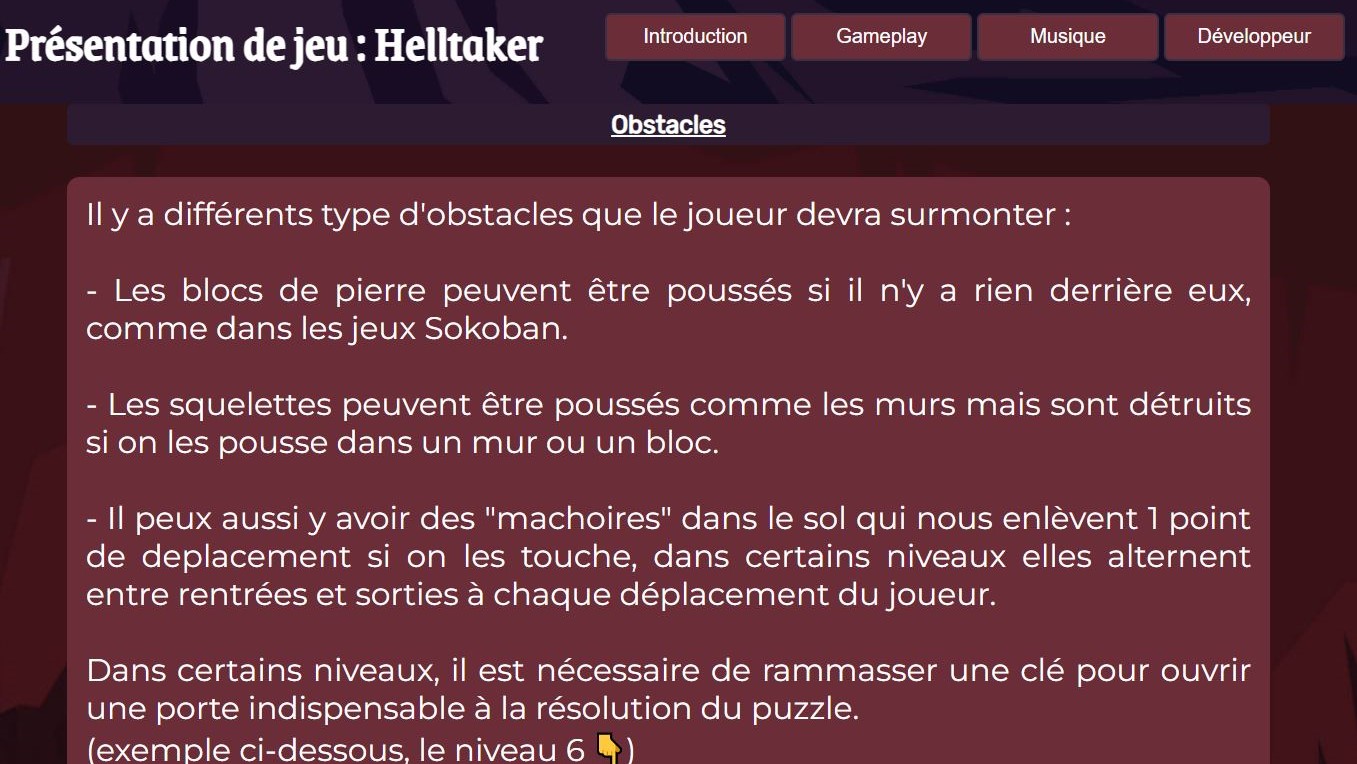 Présentation de jeu : Helltaker
Introduction
Gameplay
Musique
Développeur
Obstacles
Il y a différents type d'obstacles que le joueur devra surmonter :
- Les blocs de pierre peuvent être poussés si il n'y a rien derrière eux,
comme dans les jeux Sokoban.
- Les squelettes peuvent être poussés comme les murs mais sont détruits
si on les pousse dans un mur ou un bloc.
- Il peux aussi y avoir des "machoires" dans le sol qui nous enlèvent 1 point
de deplacement si on les touche, dans certains niveaux elles alternent
entre rentrées et sorties à chaque déplacement du joueur.
Dans certains niveaux, il est nécessaire de rammasser une clé pour ouvrir
une porte indispensable à la résolution du puzzle.
(exemple ci-dessous, le niveau 6 👇)